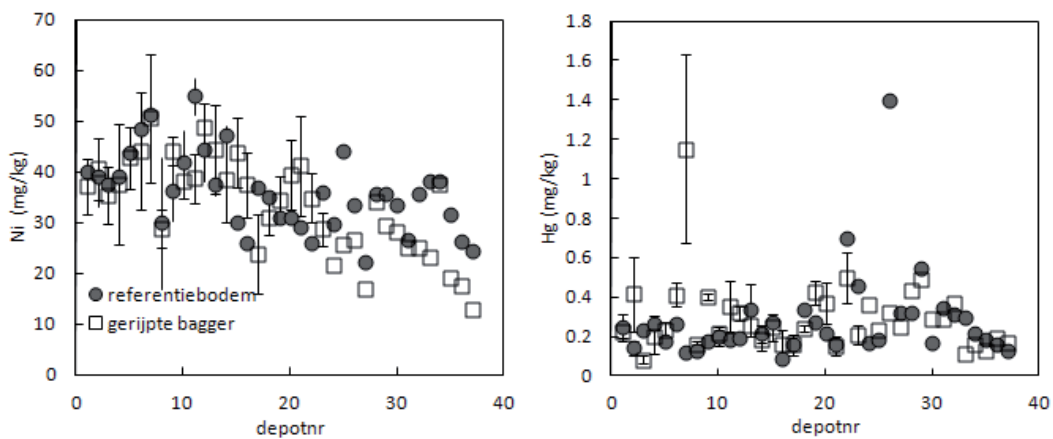 Ni (mg/kg)
70
60
50
40
30
20
10
0
referentiebodem
gerijpte bagger
0 10 20 30 40
depotnr
Hg (mg/kg)
1.8
1.6
1.4
1.2
1
0.8
0.6
0.4
0.2
0
0 10 20 30 40
depotnr